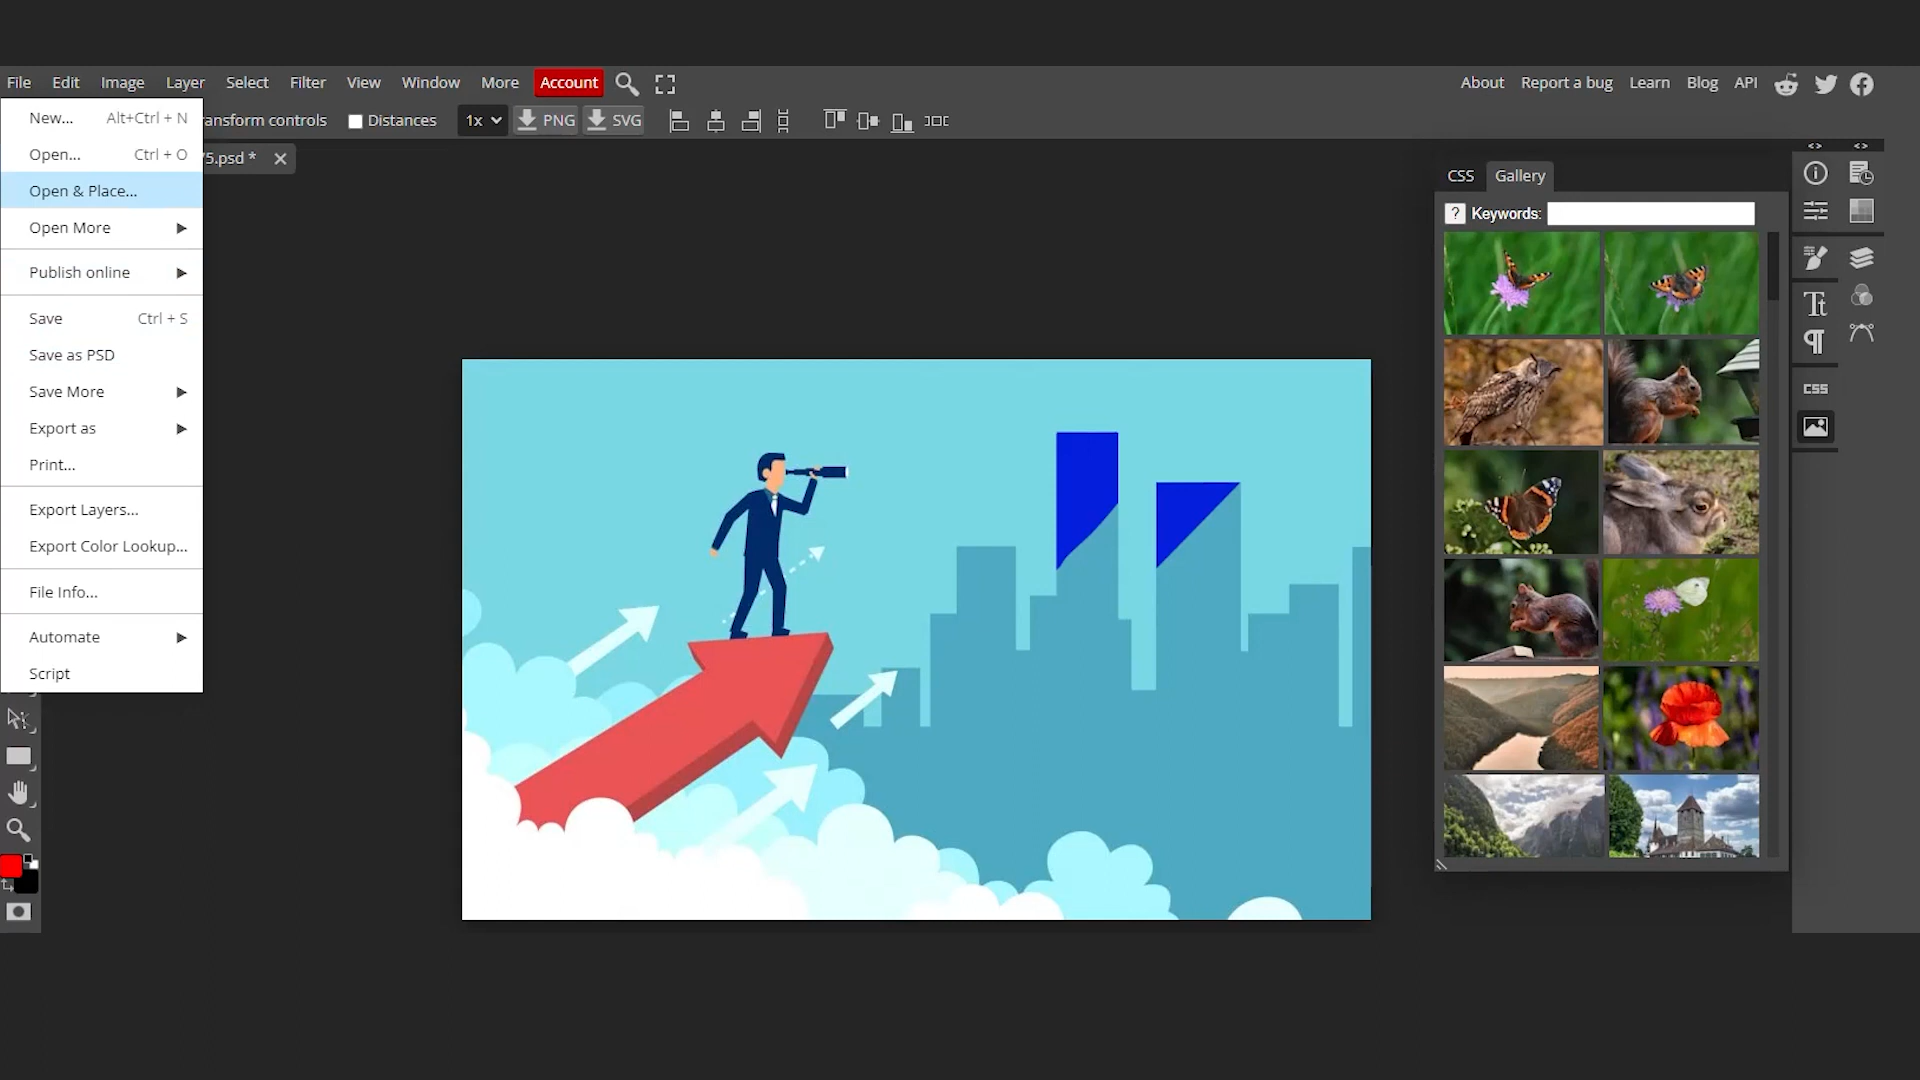 File Edit Image Layer Select Filter View Window More Account About Report a bug Learn Blog API
ransform controls Distances 1x PNG SVG
5.psd *
New... Alt+Ctrl + N
Open... Ctrl + O
Open & Place...
Open More
Publish online
Save Ctrl + S
Save as PSD
Save More
Export as
Print...
Export Layers...
Export Color Lookup...
File Info...
Automate
Script
CSS Gallery
? Keywords:
CSS